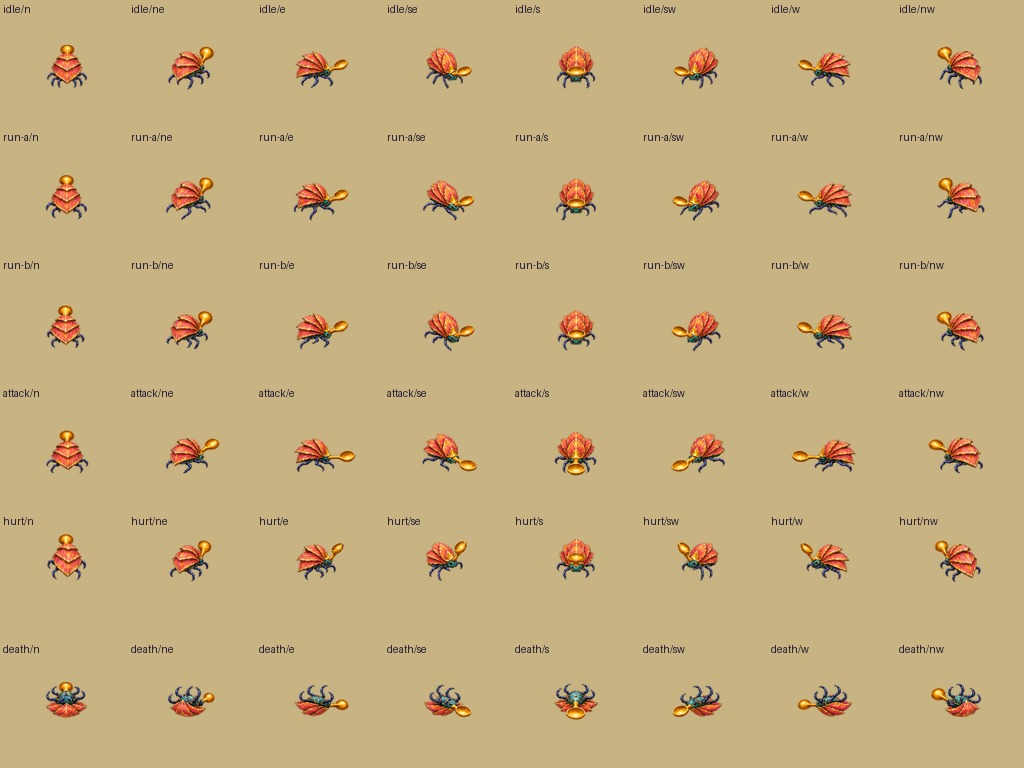 idle/n idle/ne idle/e idle/se idle/s idle/sw idle/w idle/nw
run-a/n run-a/ne run-a/e run-a/se run-a/s run-a/sw run-a/w run-a/nw
run-b/n run-b/ne run-b/e run-b/se run-b/s run-b/sw run-b/w run-b/nw
attack/n attack/ne attack/e attack/se attack/s attack/sw attack/w attack/nw
hurt/n hurt/ne hurt/e hurt/se hurt/s hurt/sw hurt/w hurt/nw
death/n death/ne death/e death/se death/s death/sw death/w death/nw